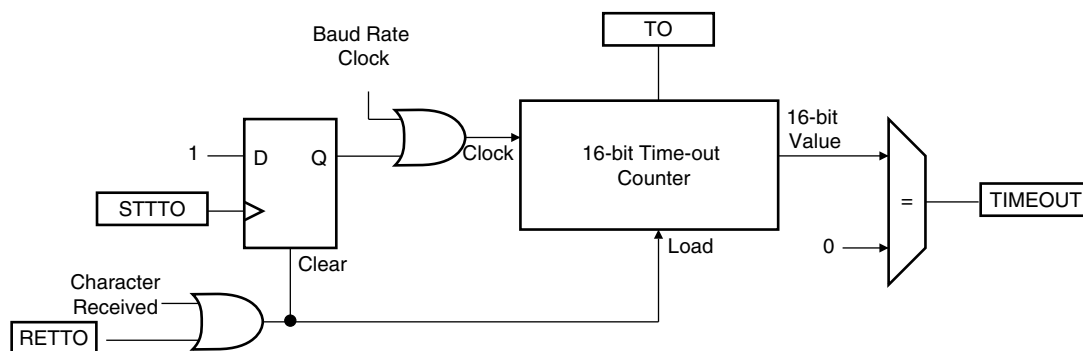 TO
Baud Rate
Clock
16-bit
Value
1
D
Q
Clock
16-bit Time-out
Counter
=
TIMEOUT
STTTO
0
Clear
Load
Character
Received
RETTO